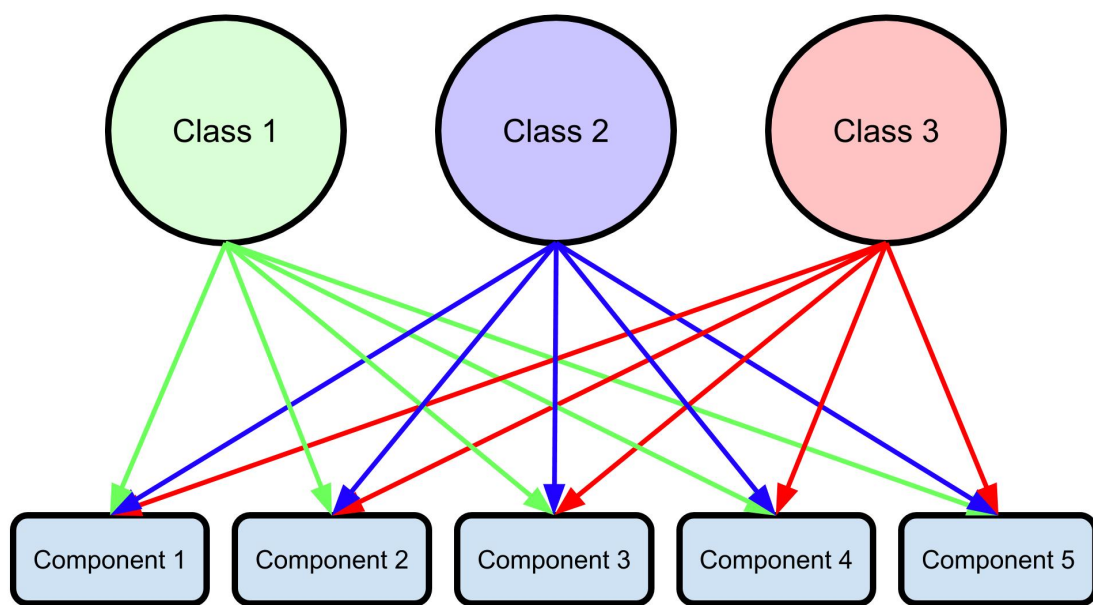 Class 1
Class 2
Class 3
Component 1
Component 2
Component 3
Component 4
Component 5